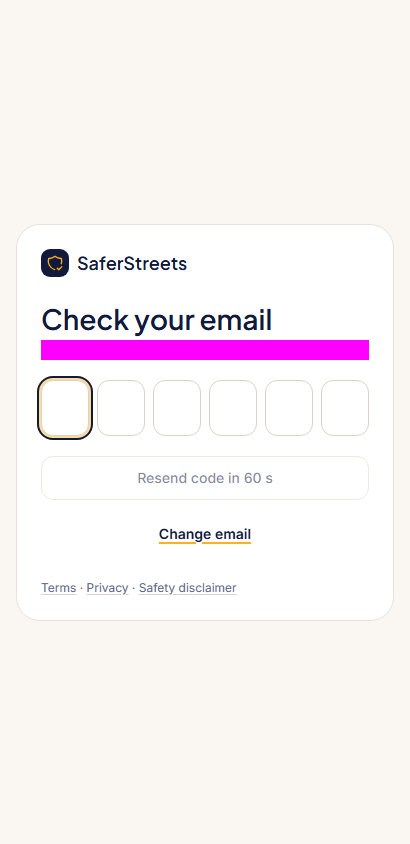 SaferStreets
Check your email
Resend code in 60 s
Change email
Terms · Privacy · Safety disclaimer